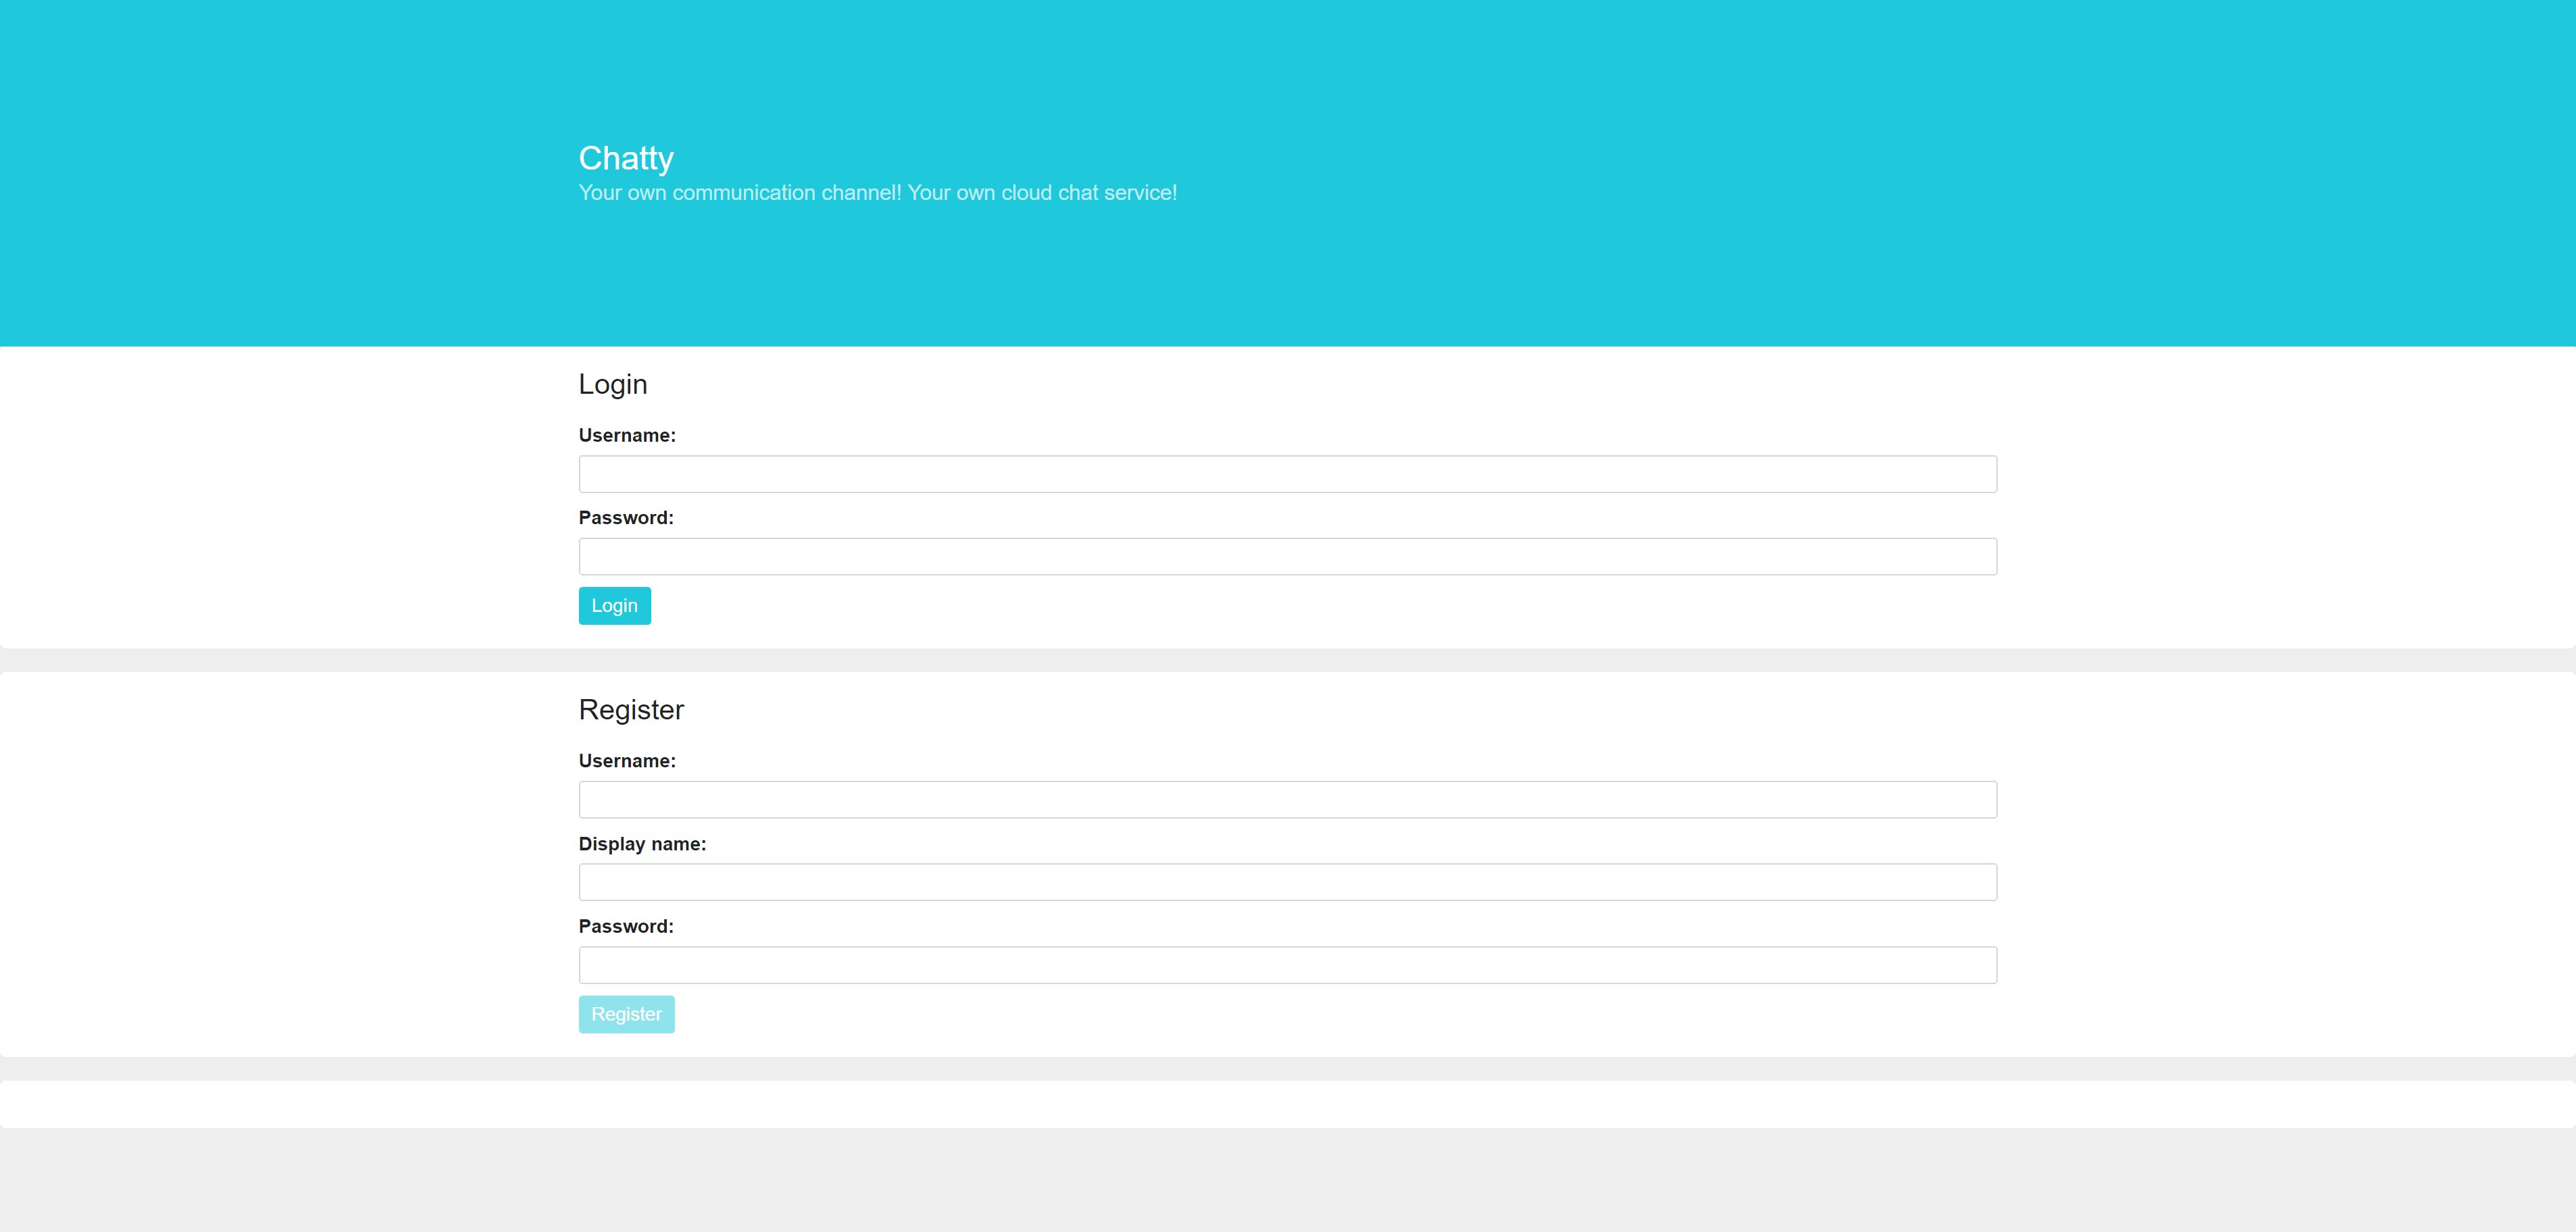 Chatty
Your own communication channel! Your own cloud chat service!
Login
Username:
Password:
Login
Register
Username:
Display name:
Password:
Register